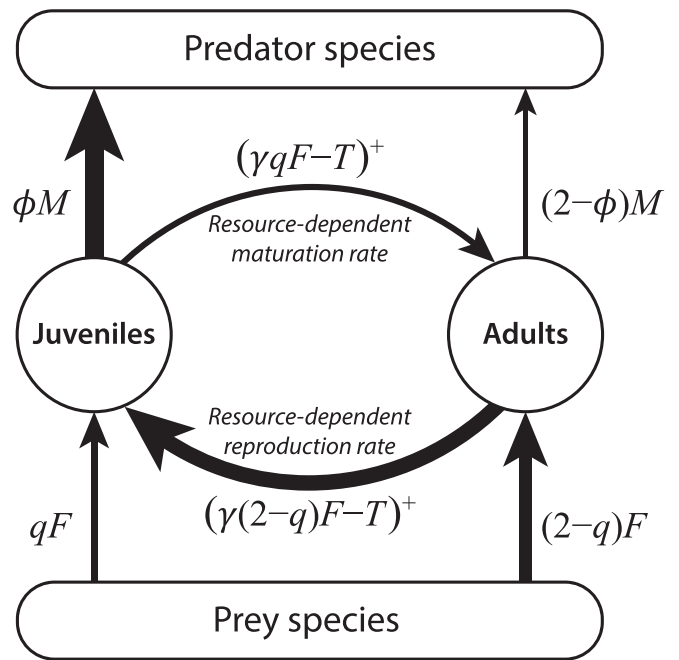 Predator species
(γqF−T)⁺
ϕM
(2−ϕ)M
Resource-dependent
maturation rate
Juveniles
Adults
Resource-dependent
reproduction rate
(γ(2−q)F−T)⁺
qF
(2−q)F
Prey species